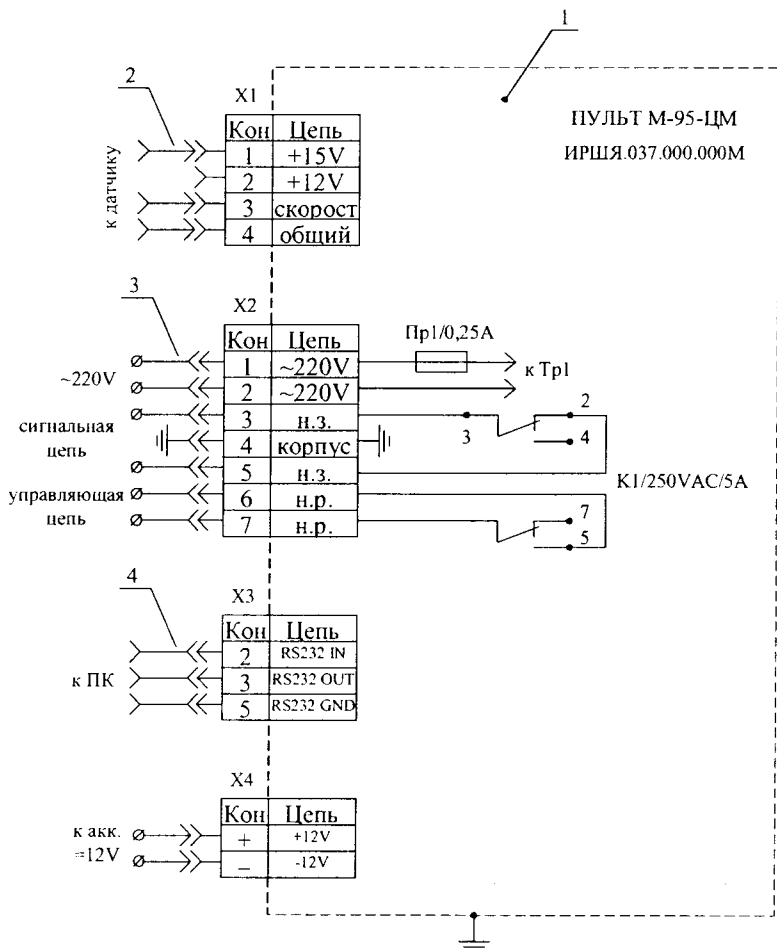 1
ПУЛЬТ М-95-ЦМ
ИРШЯ.037.000.000М
2
к датчику
X1
Кон Цепь
1 +15V
2 +12V
3 скорост
4 общий
3
X2
Кон Цепь
1 ~220V
2 ~220V
3 н.з.
4 корпус
5 н.з.
6 н.р.
7 н.р.
~220V
сигнальная
цепь
управляющая
цепь
Пр1/0,25А
к Тр1
2
3
4
К1/250VAC/5А
7
5
4
X3
Кон Цепь
2 RS232 IN
3 RS232 OUT
5 RS232 GND
к ПК
X4
Кон Цепь
+ +12V
− -12V
к акк.
=12V